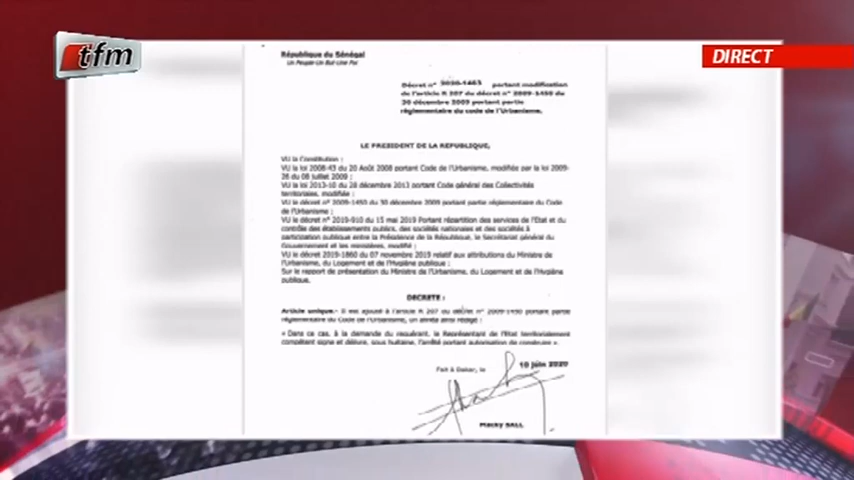 tfm
DIRECT
République du Sénégal
Un Peuple-Un But-Une Foi
Décret n° 2020-1463 portant modification
de l'article R 207 du décret n° 2009-1450 du
30 décembre 2009 portant partie
réglementaire du code de l'Urbanisme.
LE PRESIDENT DE LA REPUBLIQUE,
VU la Constitution ;
VU la loi 2008-43 du 20 Août 2008 portant Code de l'Urbanisme, modifiée par la loi 2009-
26 du 08 juillet 2009 ;
VU la loi 2013-10 du 28 décembre 2013 portant Code général des Collectivités
territoriales, modifiée ;
VU le décret n° 2009-1450 du 30 décembre 2009 portant partie réglementaire du Code
de l'Urbanisme ;
VU le décret n° 2019-910 du 15 mai 2019 Portant répartition des services de l'Etat et du
contrôle des établissements publics, des sociétés nationales et des sociétés à
participation publique entre la Présidence de la République, le Secrétariat général du
Gouvernement et les ministères, modifié ;
VU le décret 2019-1860 du 07 novembre 2019 relatif aux attributions du Ministre de
l'Urbanisme, du Logement et de l'Hygiène publique ;
Sur le rapport de présentation du Ministre de l'Urbanisme, du Logement et de l'Hygiène
publique,
DECRETE :
Article unique.- Il est ajouté à l'article R 207 du décret n° 2009-1450 portant partie
réglementaire du Code de l'Urbanisme, un alinéa ainsi rédigé :
« Dans ce cas, à la demande du requérant, le Représentant de l'Etat territorialement
compétent signe et délivre, sous huitaine, l'arrêté portant autorisation de construire ».
Fait à Dakar, le 10 juin 2020
Macky SALL